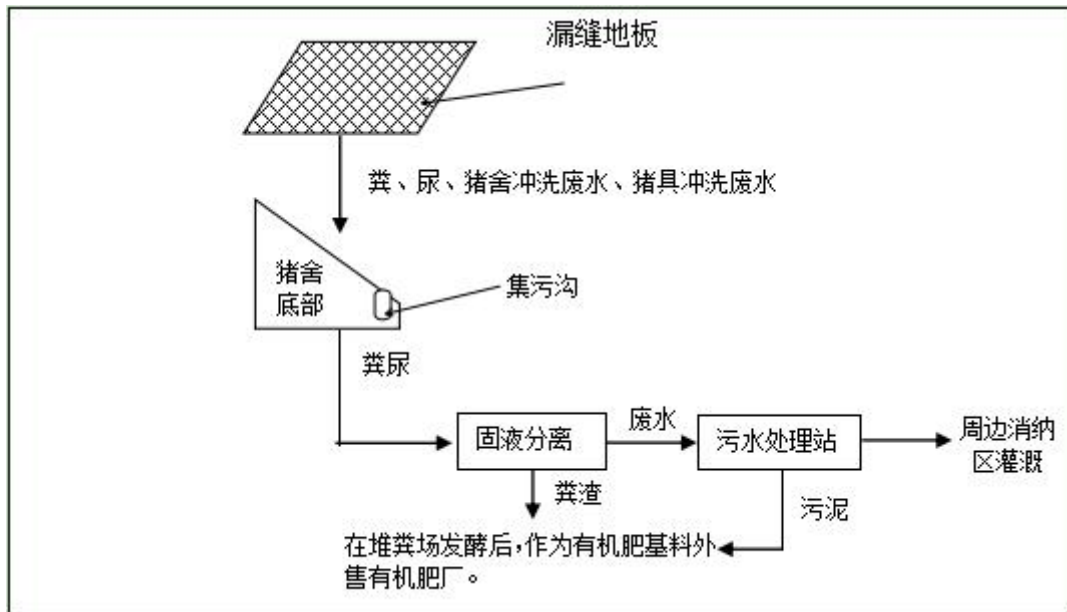 漏缝地板
粪、尿、猪舍冲洗废水、猪具冲洗废水
猪舍
底部
集污沟
粪尿
固液分离
废水
污水处理站
周边消纳
区灌溉
粪渣
污泥
在堆粪场发酵后,作为有机肥基料外
售有机肥厂。